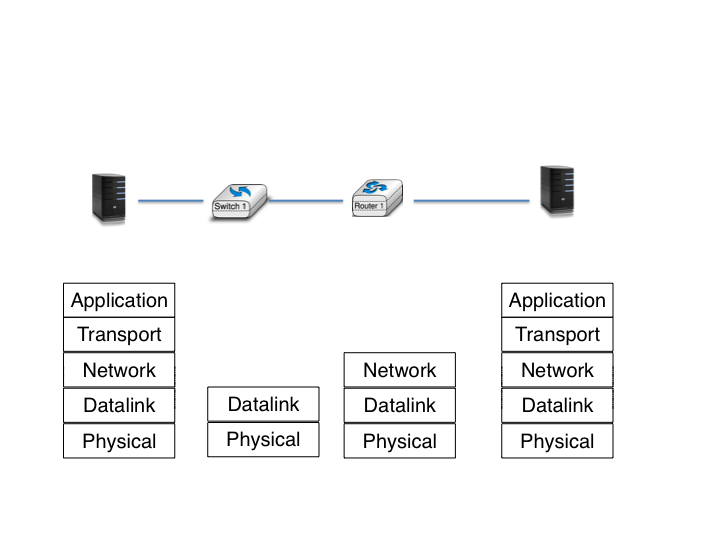 Switch 1
Router 1
Application
Transport
Network
Datalink
Physical
Datalink
Physical
Network
Datalink
Physical
Application
Transport
Network
Datalink
Physical